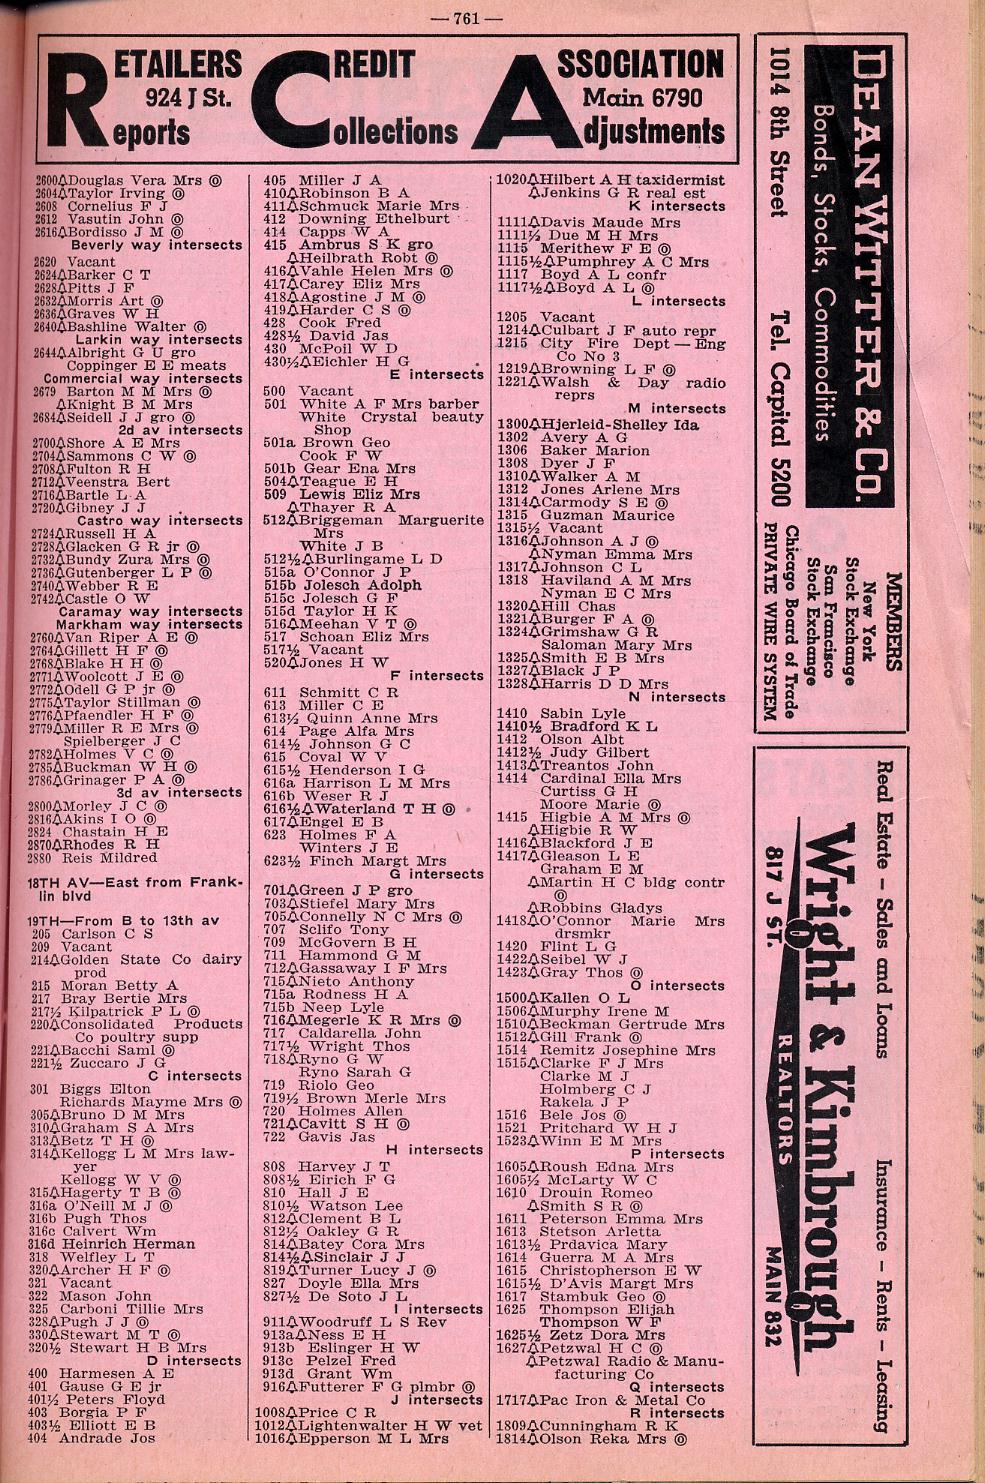 — 761 —
RETAILERS CREDIT ASSOCIATION
924 J St. Main 6790
Reports Collections Adjustments
2600△Douglas Vera Mrs ⓞ
2604△Taylor Irving ⓞ
2608 Cornelius F J
2612 Vasutin John ⓞ
2616△Bordisso J M ⓞ
Beverly way intersects
2620 Vacant
2624△Barker C T
2628△Pitts J F
2632△Morris Art ⓞ
2636△Graves W H
2640△Bashline Walter ⓞ
Larkin way intersects
2644△Albright G U gro
Coppinger E E meats
Commercial way intersects
2679 Barton M M Mrs ⓞ
△Knight B M Mrs
2684△Seidell J J gro ⓞ
2d av intersects
2700△Shore A E Mrs
2704△Sammons C W ⓞ
2708△Fulton R H
2712△Veenstra Bert
2716△Bartle L A
2720△Gibney J J
Castro way intersects
2724△Russell H A
2728△Glacken G R jr ⓞ
2732△Bundy Zura Mrs ⓞ
2736△Gutenberger L P ⓞ
2740△Webber R E
2742△Castle O W
Caramay way intersects
Markham way intersects
2760△Van Riper A E ⓞ
2764△Gillett H F ⓞ
2768△Blake H H ⓞ
2771△Woolcott J E ⓞ
2772△Odell G P jr ⓞ
2775△Taylor Stillman ⓞ
2776△Pfaendler H F ⓞ
2779△Miller R E Mrs ⓞ
Spielberger J C
2782△Holmes V C ⓞ
2785△Buckman W H ⓞ
2786△Grinager P A ⓞ
3d av intersects
2800△Morley J C ⓞ
2816△Akins I O ⓞ
2824 Chastain H E
2870△Rhodes R H
2880 Reis Mildred
18TH AV—East from Frank-
lin blvd
19TH—From B to 13th av
205 Carlson C S
209 Vacant
214△Golden State Co dairy
prod
215 Moran Betty A
217 Bray Bertie Mrs
217½ Kilpatrick P L ⓞ
220△Consolidated Products
Co poultry supp
221△Bacchi Saml ⓞ
221½ Zuccaro J G
C intersects
301 Biggs Elton
Richards Mayme Mrs ⓞ
305△Bruno D M Mrs
310△Graham S A Mrs
313△Betz T H ⓞ
314△Kellogg L M Mrs law-
yer
Kellogg W V ⓞ
315△Hagerty T B ⓞ
316a O'Neill M J ⓞ
316b Pugh Thos
316c Calvert Wm
316d Heinrich Herman
318 Welfley L T
320△Archer H F ⓞ
321 Vacant
322 Mason John
325 Carboni Tillie Mrs
328△Pugh J J ⓞ
330△Stewart M T ⓞ
320½ Stewart H B Mrs
D intersects
400 Harmesen A E
401 Gause G E jr
401½ Peters Floyd
403 Borgia P F
403½ Elliott E B
404 Andrade Jos
405 Miller J A
410△Robinson B A
411△Schmuck Marie Mrs
412 Downing Ethelburt
414 Capps W A
415 Ambrus S K gro
△Heilbrath Robt ⓞ
416△Vahle Helen Mrs ⓞ
417△Carey Eliz Mrs
418△Agostine J M ⓞ
419△Harder C S ⓞ
428 Cook Fred
428½ David Jas
430 McPoil W D
430½△Eichler H G
E intersects
500 Vacant
501 White A F Mrs barber
White Crystal beauty
Shop
501a Brown Geo
Cook F W
501b Gear Ena Mrs
504△Teague E H
509 Lewis Eliz Mrs
△Thayer R A
512△Briggeman Marguerite
Mrs
White J B
512½△Burlingame L D
515a O'Connor J P
515b Jolesch Adolph
515c Jolesch G F
515d Taylor H K
516△Meehan V T ⓞ
517 Schoan Eliz Mrs
517½ Vacant
520△Jones H W
F intersects
611 Schmitt C R
613 Miller C E
613½ Quinn Anne Mrs
614 Page Alfa Mrs
614½ Johnson G C
615 Coval W V
615½ Henderson I G
616a Harrison L M Mrs
616b Weser R J
616½△Waterland T H ⓞ
617△Engel E B
623 Holmes F A
Winters J E
623½ Finch Margt Mrs
G intersects
701△Green J P gro
703△Stiefel Mary Mrs
705△Connelly N C Mrs ⓞ
707 Sclifo Tony
709 McGovern B H
711 Hammond G M
712△Gassaway I F Mrs
715△Nieto Anthony
715a Rodness H A
715b Neep Lyle
716△Megerle K R Mrs ⓞ
717 Caldarella John
717½ Wright Thos
718△Ryno G W
Ryno Sarah G
719 Riolo Geo
719½ Brown Merle Mrs
720 Holmes Allen
721△Cavitt S H ⓞ
722 Gavis Jas
H intersects
808 Harvey J T
808½ Eirich F G
810 Hall J E
810½ Watson Lee
812△Clement B L
812½ Oakley G R
814△Batey Cora Mrs
814½△Sinclair J J
819△Turner Lucy J ⓞ
827 Doyle Ella Mrs
827½ De Soto J L
I intersects
911△Woodruff L S Rev
913a△Ness E H
913b Eslinger H W
913c Pelzel Fred
913d Grant Wm
916△Futterer F G plmbr ⓞ
J intersects
1008△Price C R
1012△Lightenwalter H W vet
1016△Epperson M L Mrs
1020△Hilbert A H taxidermist
△Jenkins G R real est
K intersects
1111△Davis Maude Mrs
1111½ Due M H Mrs
1115 Merithew F E ⓞ
1115½△Pumphrey A C Mrs
1117 Boyd A L confr
1117½△Boyd A L ⓞ
L intersects
1205 Vacant
1214△Culbart J F auto repr
1215 City Fire Dept — Eng
Co No 3
1219△Browning L F ⓞ
1221△Walsh & Day radio
reprs
M intersects
1300△Hjerleid-Shelley Ida
1302 Avery A G
1306 Baker Marion
1308 Dyer J F
1310△Walker A M
1312 Jones Arlene Mrs
1314△Carmody S E ⓞ
1315 Guzman Maurice
1315½ Vacant
1316△Johnson A J ⓞ
△Nyman Emma Mrs
1317△Johnson C L
1318 Haviland A M Mrs
Nyman E C Mrs
1320△Hill Chas
1321△Burger F A ⓞ
1324△Grimshaw G R
Saloman Mary Mrs
1325△Smith E B Mrs
1327△Black J P
1328△Harris D D Mrs
N intersects
1410 Sabin Lyle
1410½ Bradford K L
1412 Olson Albt
1412½ Judy Gilbert
1413△Treantos John
1414 Cardinal Ella Mrs
Curtiss G H
Moore Marie ⓞ
1415 Higbie A M Mrs ⓞ
△Higbie R W
1416△Blackford J E
1417△Gleason L E
Graham E M
△Martin H C bldg contr
ⓞ
△Robbins Gladys
1418△O'Connor Marie Mrs
drsmkr
1420 Flint L G
1422△Seibel W J
1423△Gray Thos ⓞ
O intersects
1500△Kallen O L
1506△Murphy Irene M
1510△Beckman Gertrude Mrs
1512△Gill Frank ⓞ
1514 Remitz Josephine Mrs
1515△Clarke F J Mrs
Clarke M J
Holmberg C J
Rakela J P
1516 Bele Jos ⓞ
1521 Pritchard W H J
1523△Winn E M Mrs
P intersects
1605△Roush Edna Mrs
1605½ McLarty W C
1610 Drouin Romeo
△Smith S R ⓞ
1611 Peterson Emma Mrs
1613 Stetson Arletta
1613½ Prdavica Mary
1614 Guerra M A Mrs
1615 Christopherson E W
1615½ D'Avis Margt Mrs
1617 Stambuk Geo ⓞ
1625 Thompson Elijah
Thompson W F
1625½ Zetz Dora Mrs
1627△Petzwal H C ⓞ
△Petzwal Radio & Manu-
facturing Co
Q intersects
1717△Pac Iron & Metal Co
R intersects
1809△Cunningham R K
1814△Olson Reka Mrs ⓞ
DEAN WITTER & CO.
Bonds, Stocks, Commodities
1014 8th Street Tel. Capital 5200
MEMBERS
New York
Stock Exchange
San Francisco
Stock Exchange
Chicago Board of Trade
PRIVATE WIRE SYSTEM
Real Estate – Sales and Loans Insurance – Rents – Leasing
Wright & Kimbrough
REALTORS
817 J ST. MAIN 832